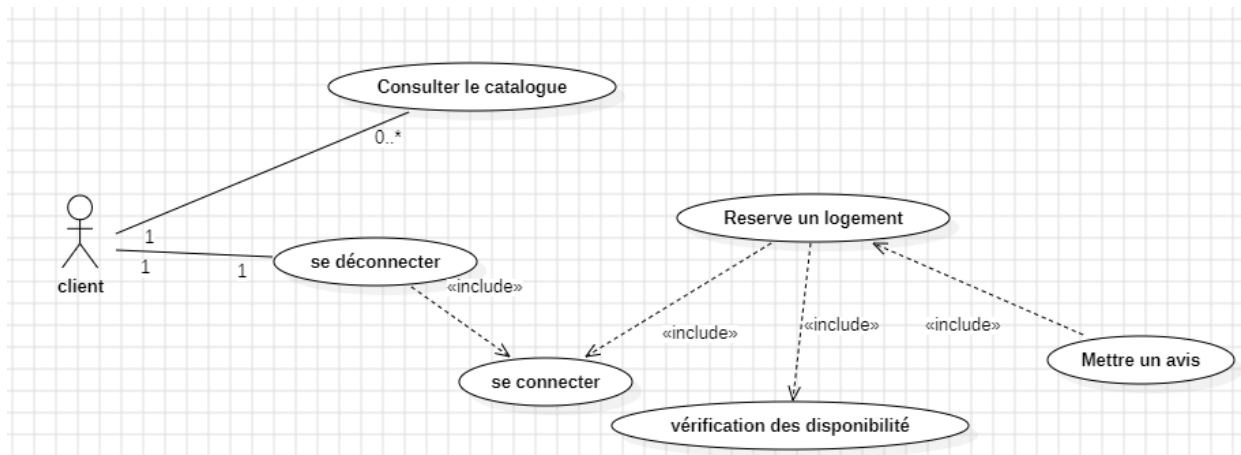 Consulter le catalogue
0..*
Reserve un logement
1
1
1
se déconnecter
client
«include»
«include»
«include»
«include»
Mettre un avis
se connecter
vérification des disponibilité